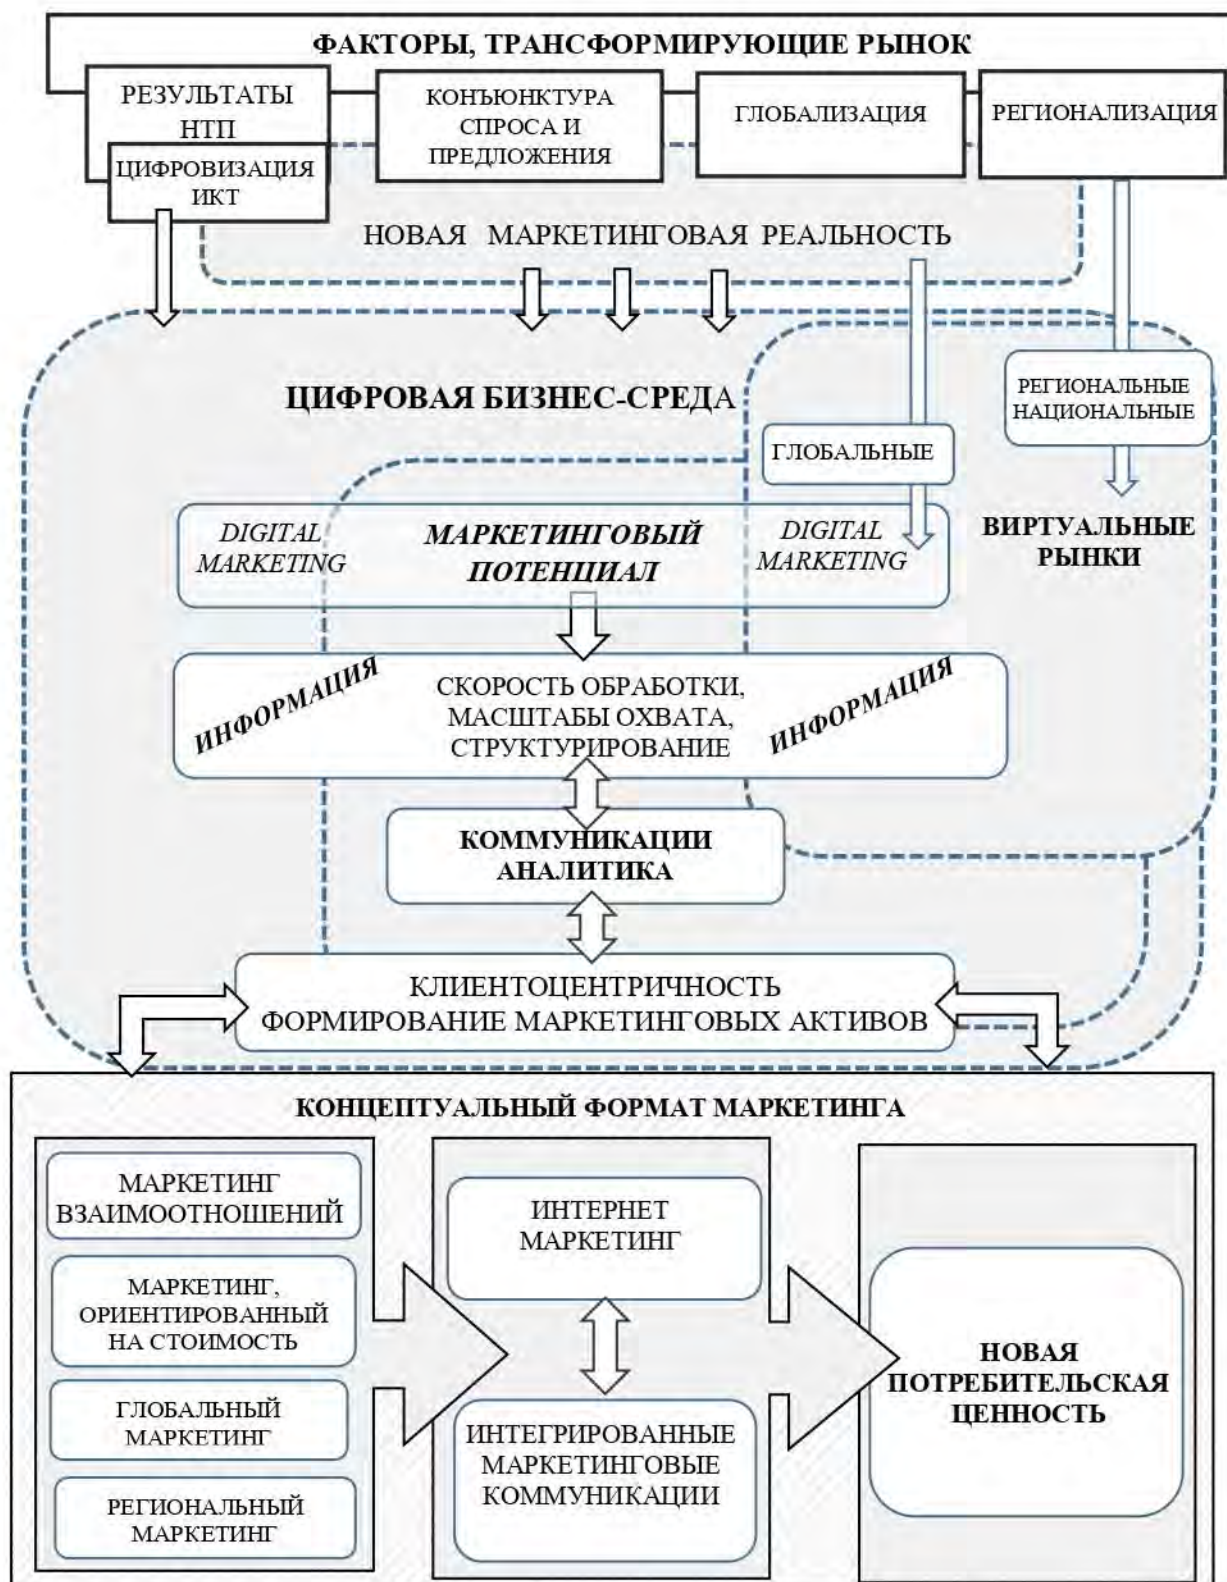 ФАКТОРЫ, ТРАНСФОРМИРУЮЩИЕ РЫНОК
РЕЗУЛЬТАТЫ
НТП
ЦИФРОВИЗАЦИЯ
ИКТ
КОНЪЮНКТУРА
СПРОСА И
ПРЕДЛОЖЕНИЯ
ГЛОБАЛИЗАЦИЯ
РЕГИОНАЛИЗАЦИЯ
НОВАЯ МАРКЕТИНГОВАЯ РЕАЛЬНОСТЬ
ЦИФРОВАЯ БИЗНЕС-СРЕДА
РЕГИОНАЛЬНЫЕ
НАЦИОНАЛЬНЫЕ
ГЛОБАЛЬНЫЕ
ВИРТУАЛЬНЫЕ
РЫНКИ
DIGITAL
MARKETING
МАРКЕТИНГОВЫЙ
ПОТЕНЦИАЛ
DIGITAL
MARKETING
ИНФОРМАЦИЯ
СКОРОСТЬ ОБРАБОТКИ,
МАСШТАБЫ ОХВАТА,
СТРУКТУРИРОВАНИЕ
ИНФОРМАЦИЯ
КОММУНИКАЦИИ
АНАЛИТИКА
КЛИЕНТОЦЕНТРИЧНОСТЬ
ФОРМИРОВАНИЕ МАРКЕТИНГОВЫХ АКТИВОВ
КОНЦЕПТУАЛЬНЫЙ ФОРМАТ МАРКЕТИНГА
МАРКЕТИНГ
ВЗАИМООТНОШЕНИЙ
МАРКЕТИНГ,
ОРИЕНТИРОВАННЫЙ
НА СТОИМОСТЬ
ГЛОБАЛЬНЫЙ
МАРКЕТИНГ
РЕГИОНАЛЬНЫЙ
МАРКЕТИНГ
ИНТЕРНЕТ
МАРКЕТИНГ
ИНТЕГРИРОВАННЫЕ
МАРКЕТИНГОВЫЕ
КОММУНИКАЦИИ
НОВАЯ
ПОТРЕБИТЕЛЬСКАЯ
ЦЕННОСТЬ